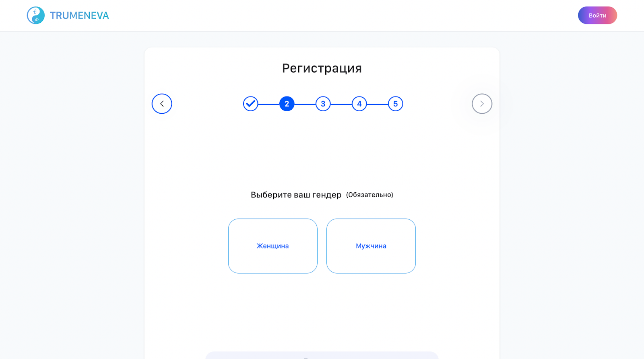 TRUMENEVA
Войти
Регистрация
2 3 4 5
Выберите ваш гендер (Обязательно)
Женщина Мужчина